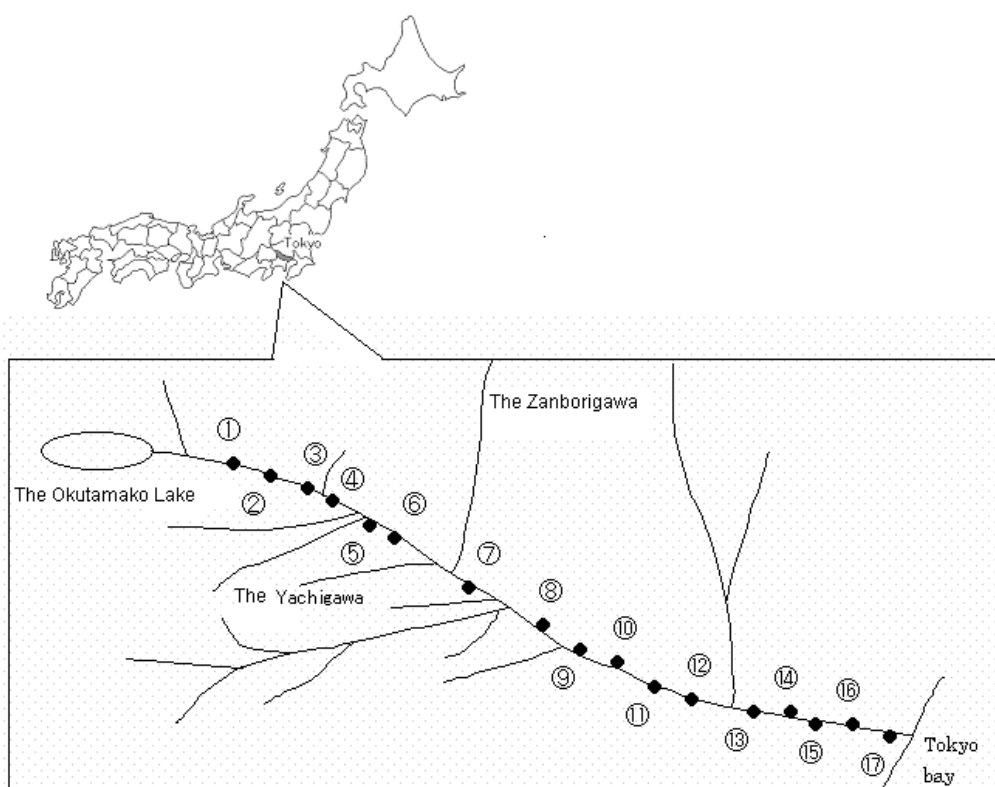 Tokyo
The Zanborigawa
①
③
The Okutamako Lake
④
②
⑥
⑤
⑦
The Yachigawa
⑧
⑩
⑨
⑫
⑪
⑭
⑯
⑬
⑮
⑰
Tokyo
bay